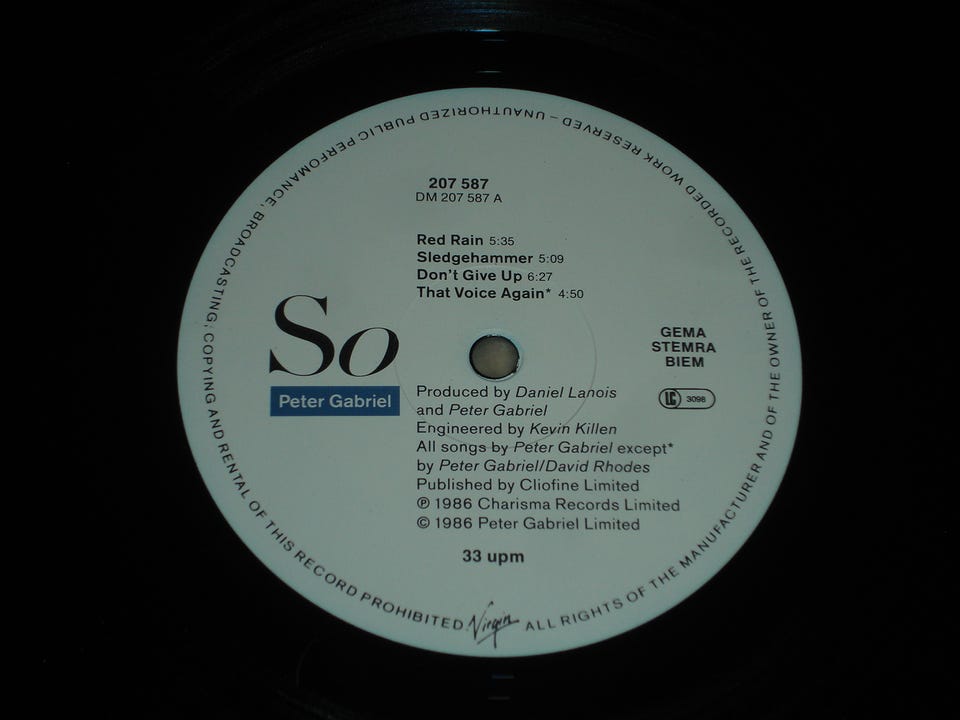 207 587
DM 207 587 A
Red Rain 5:35
Sledgehammer 5:09
Don't Give Up 6:27
That Voice Again* 4:50
So
Peter Gabriel
GEMA
STEMRA
BIEM
LC 3098
Produced by Daniel Lanois
and Peter Gabriel
Engineered by Kevin Killen
All songs by Peter Gabriel except*
by Peter Gabriel/David Rhodes
Published by Cliofine Limited
℗ 1986 Charisma Records Limited
© 1986 Peter Gabriel Limited
33 upm
Virgin
ALL RIGHTS OF THE MANUFACTURER AND OF THE OWNER OF THE RECORDED WORK RESERVED – UNAUTHORIZED PUBLIC PERFOMANCE, BROADCASTING; COPYING AND RENTAL OF THIS RECORD PROHIBITED